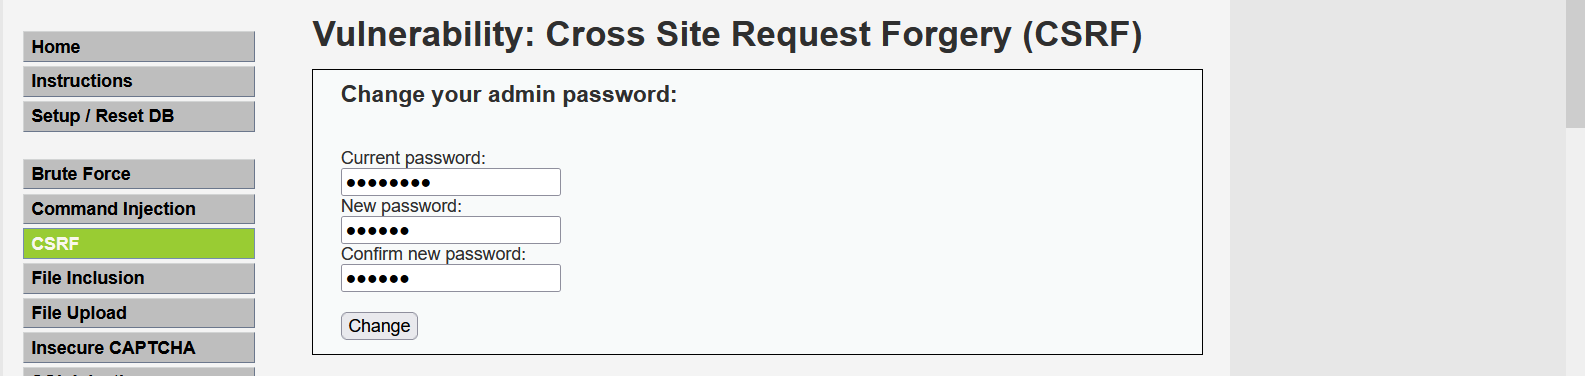 Home
Instructions
Setup / Reset DB
Brute Force
Command Injection
CSRF
File Inclusion
File Upload
Insecure CAPTCHA
Vulnerability: Cross Site Request Forgery (CSRF)
Change your admin password:
Current password:
●●●●●●●●
New password:
●●●●●●
Confirm new password:
●●●●●●
Change